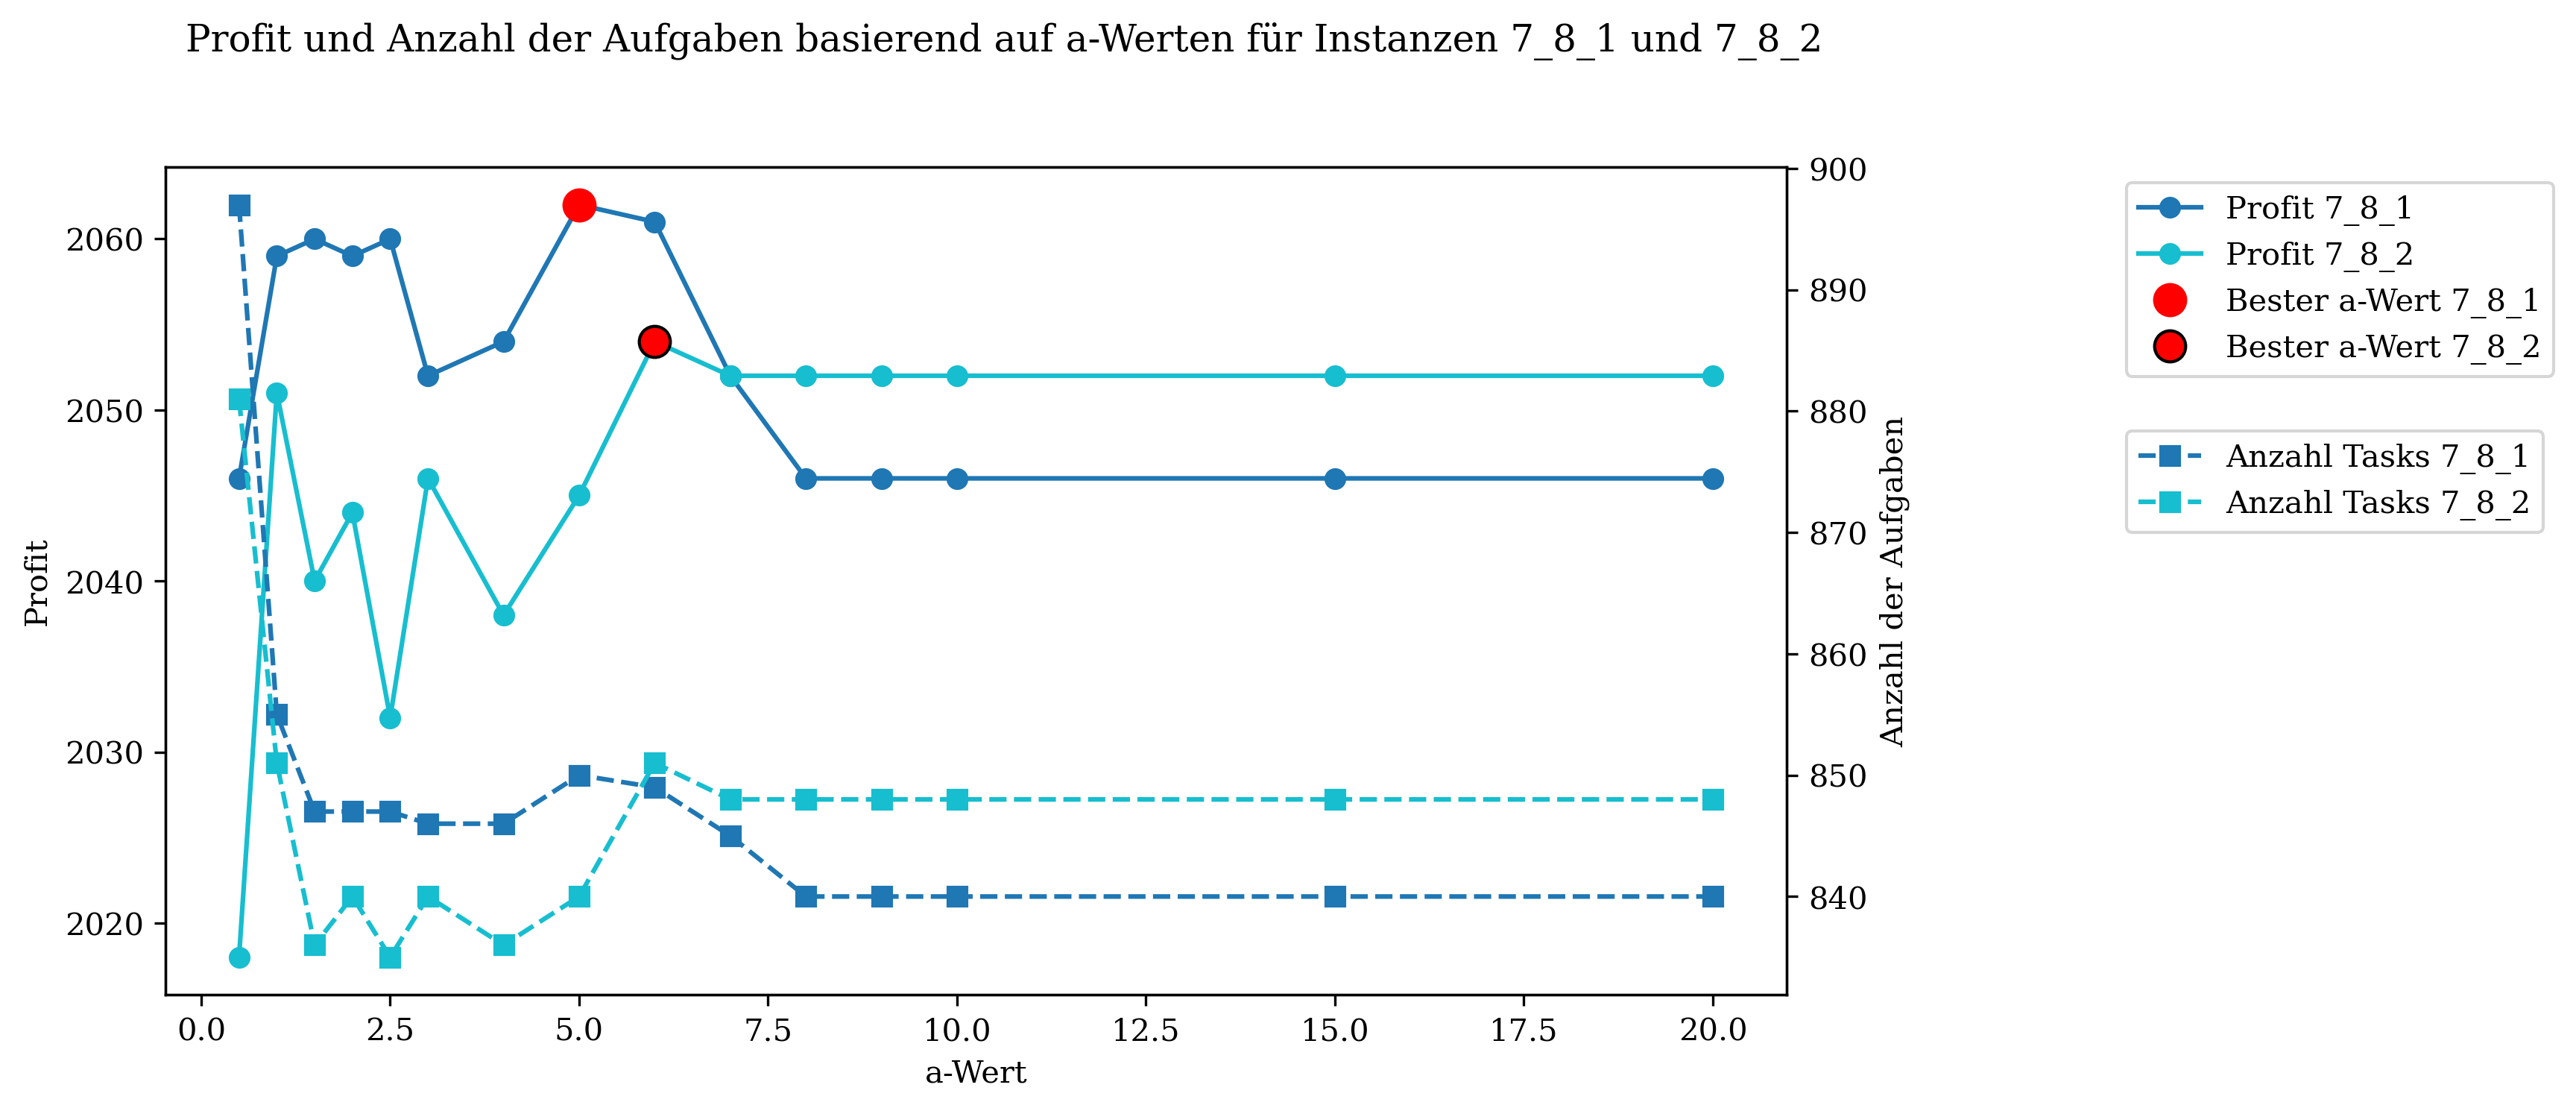 Profit und Anzahl der Aufgaben basierend auf a-Werten für Instanzen 7_8_1 und 7_8_2
Profit
2060
2050
2040
2030
2020
0.0 2.5 5.0 7.5 10.0 12.5 15.0 17.5 20.0
a-Wert
900
890
880
870
860
850
840
Anzahl der Aufgaben
Profit 7_8_1
Profit 7_8_2
Bester a-Wert 7_8_1
Bester a-Wert 7_8_2
Anzahl Tasks 7_8_1
Anzahl Tasks 7_8_2